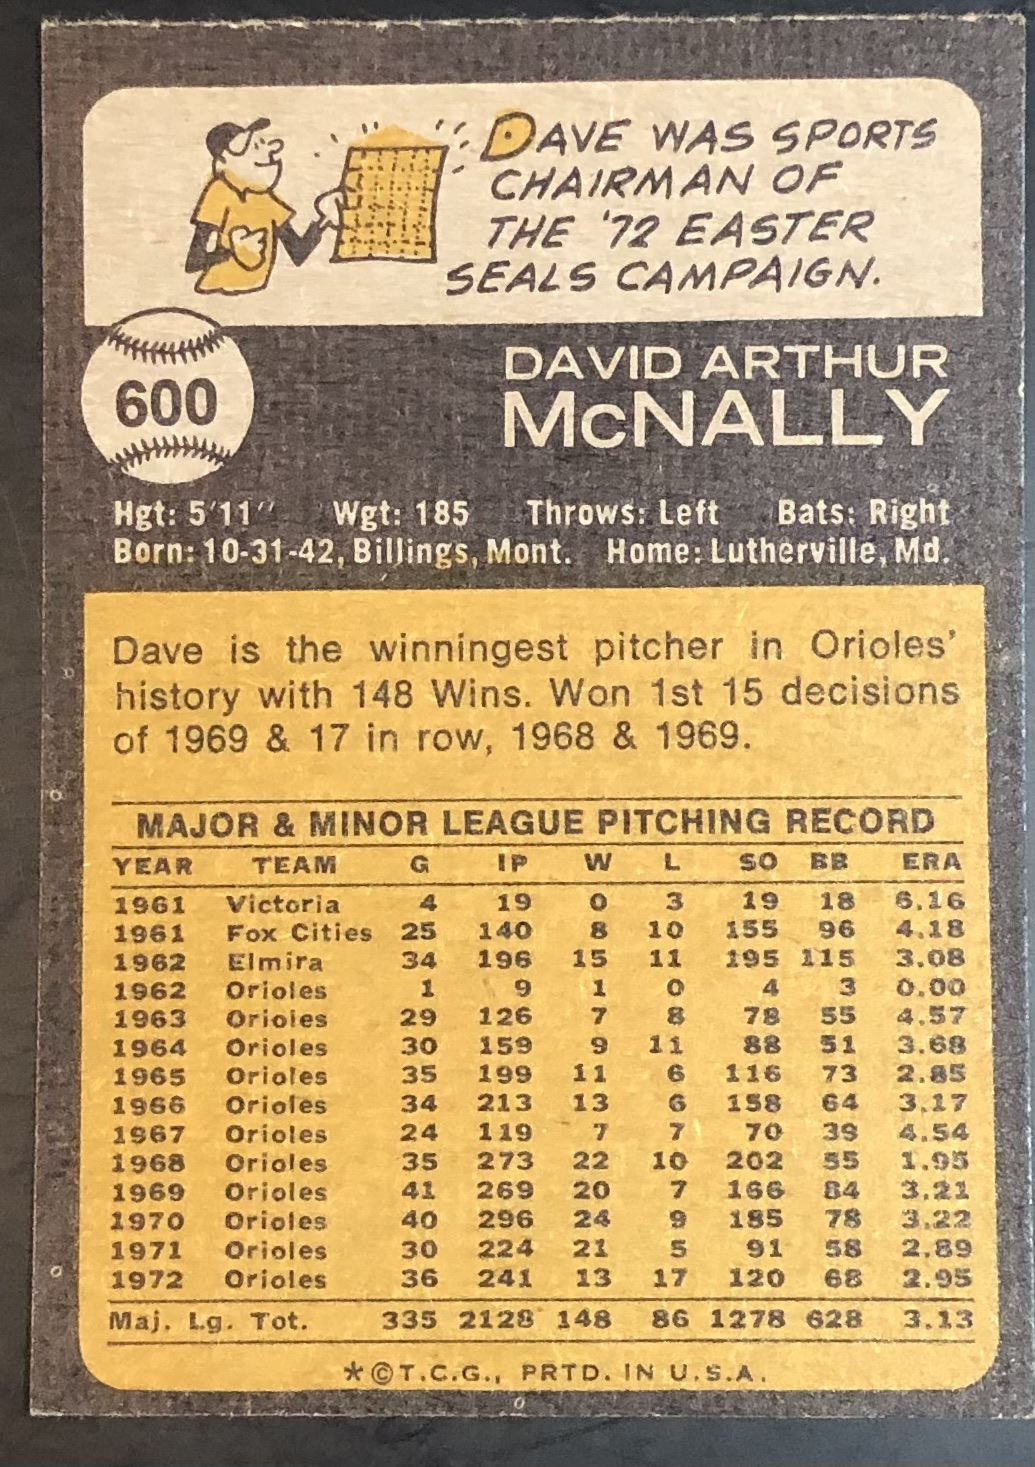 DAVE WAS SPORTS
CHAIRMAN OF
THE '72 EASTER
SEALS CAMPAIGN.
600
DAVID ARTHUR
McNALLY
Hgt: 5'11" Wgt: 185 Throws: Left Bats: Right
Born: 10-31-42, Billings, Mont. Home: Lutherville, Md.
Dave is the winningest pitcher in Orioles'
history with 148 Wins. Won 1st 15 decisions
of 1969 & 17 in row, 1968 & 1969.
MAJOR & MINOR LEAGUE PITCHING RECORD
YEAR TEAM G IP W L SO BB ERA
1961 Victoria 4 19 0 3 19 18 6.16
1961 Fox Cities 25 140 8 10 155 96 4.18
1962 Elmira 34 196 15 11 195 115 3.08
1962 Orioles 1 9 1 0 4 3 0.00
1963 Orioles 29 126 7 8 78 55 4.57
1964 Orioles 30 159 9 11 88 51 3.68
1965 Orioles 35 199 11 6 116 73 2.85
1966 Orioles 34 213 13 6 158 64 3.17
1967 Orioles 24 119 7 7 70 39 4.54
1968 Orioles 35 273 22 10 202 55 1.95
1969 Orioles 41 269 20 7 166 84 3.21
1970 Orioles 40 296 24 9 185 78 3.22
1971 Orioles 30 224 21 5 91 58 2.89
1972 Orioles 36 241 13 17 120 68 2.95
Maj. Lg. Tot. 335 2128 148 86 1278 628 3.13
*©T.C.G., PRTD. IN U.S.A.